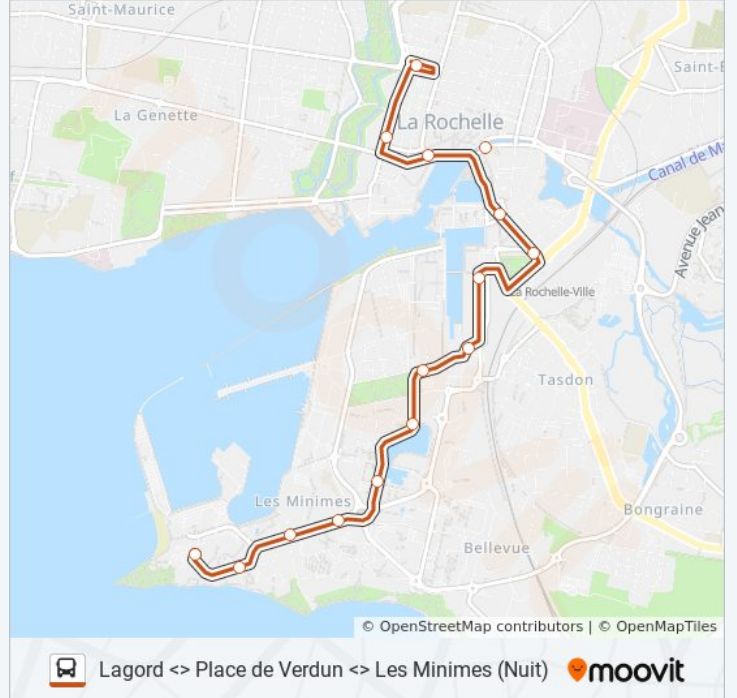 Saint-Maurice
Saint-E
La Genette
La Rochelle
Canal de Ma
Avenue Jean
La Rochelle-Ville
Tasdon
Les Minimes
Bongraine
Bellevue
© OpenStreetMap contributors | © OpenMapTiles
Lagord <> Place de Verdun <> Les Minimes (Nuit)
moovit